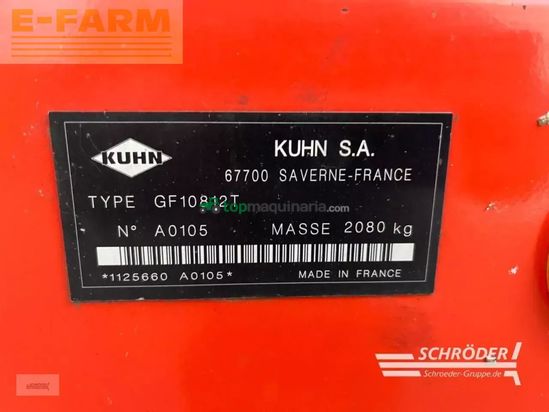 E-FARM
KUHN
KUHN S.A.
67700 SAVERNE-FRANCE
TYPE GF10812T
topmaquinaria.com
N° A0105 MASSE 2080 kg
*1125660 A0105*
MADE IN FRANCE
SCHRÖDER
Schroeder-Gruppe.de